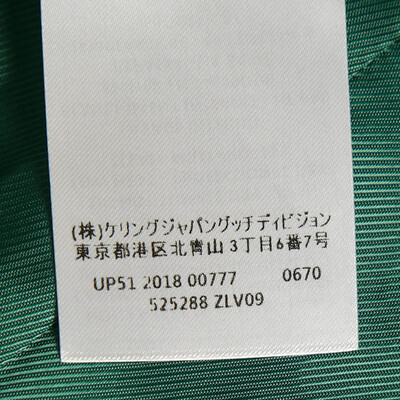 (株)ケリングジャパングッチディビジョン
東京都港区北青山3丁目6番7号
UP51 2018 00777 0670
525288 ZLV09